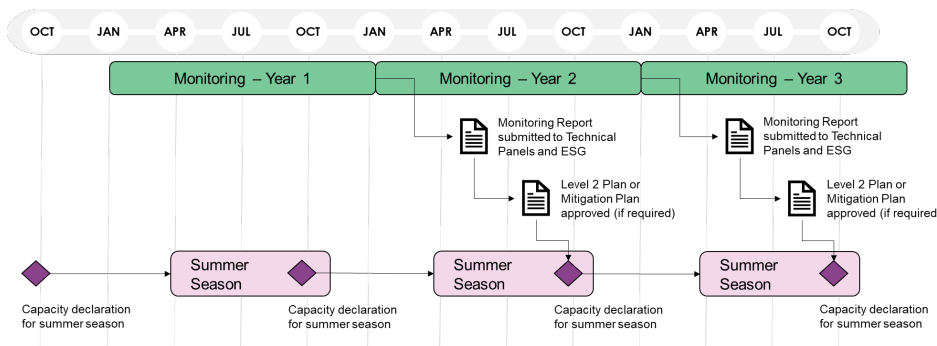 OCT JAN APR JUL OCT JAN APR JUL OCT JAN APR JUL OCT
Monitoring – Year 1 Monitoring – Year 2 Monitoring – Year 3
Monitoring Report
submitted to Technical
Panels and ESG
Monitoring Report
submitted to Technical
Panels and ESG
Level 2 Plan or
Mitigation Plan
approved (if required)
Level 2 Plan or
Mitigation Plan
approved (if required
Summer
Season
Summer
Season
Summer
Season
Capacity declaration
for summer season
Capacity declaration
for summer season
Capacity declaration
for summer season
Capacity declaration
for summer season